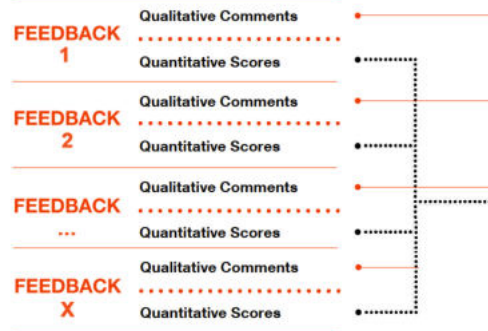 Qualitative Comments
FEEDBACK
1
Quantitative Scores
Qualitative Comments
FEEDBACK
2
Quantitative Scores
Qualitative Comments
FEEDBACK
...
Quantitative Scores
Qualitative Comments
FEEDBACK
X
Quantitative Scores